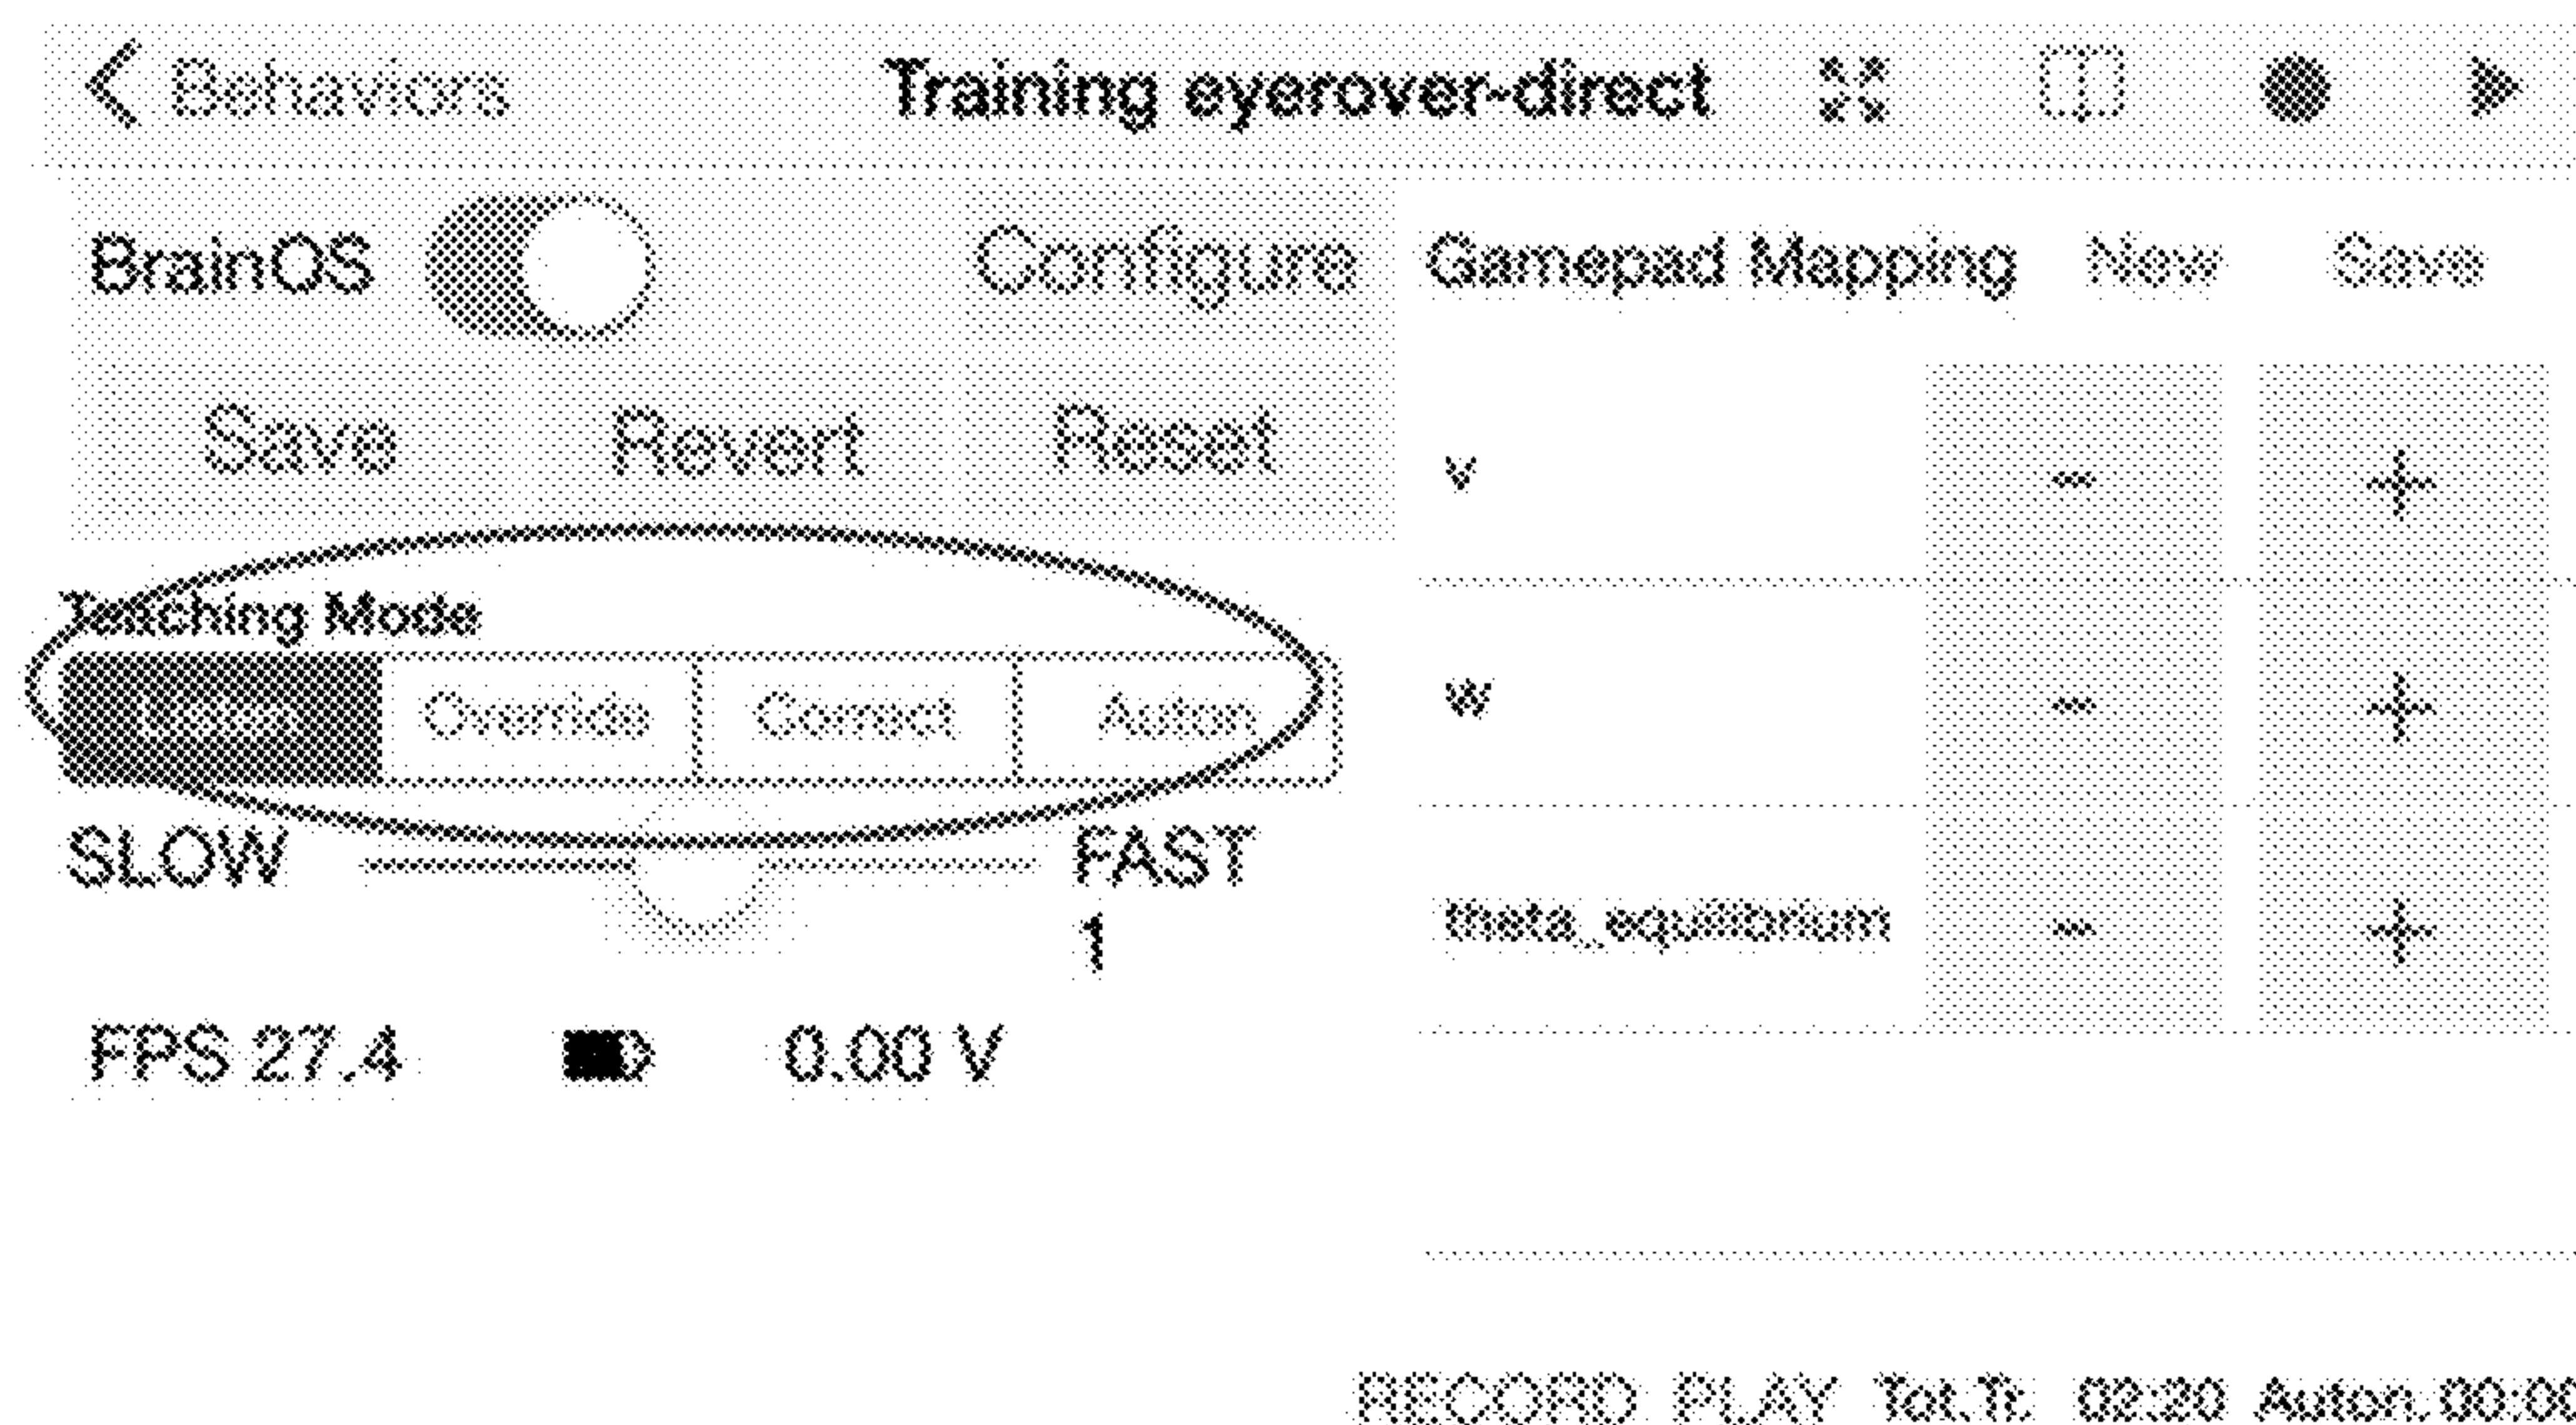 Behaviors Training eyerover-direct
BrainOS Configure
Save Revert Reset
Teaching Mode
Override Correct Auton
SLOW FAST
1
FPS 27.4 0.00 V
Gamepad Mapping New Save
v - +
w - +
theta_equilibrium - +
RECORD PLAY Tot.Tr. 02:20 Auton.